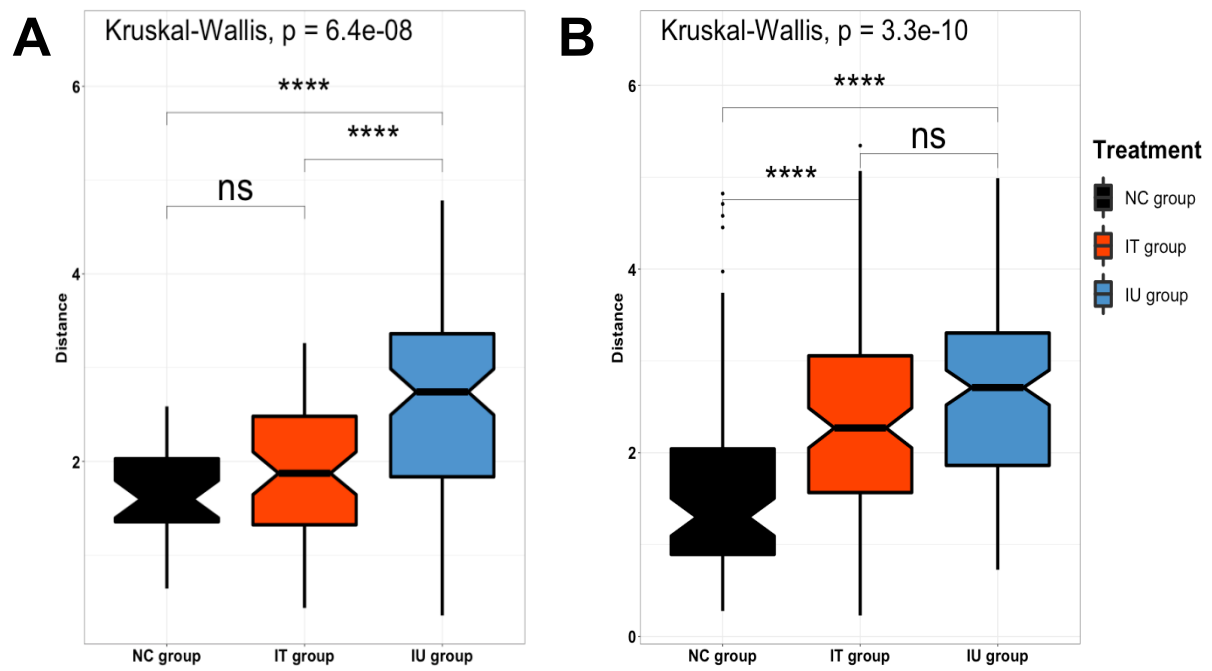 A
Kruskal-Wallis, p = 6.4e-08
****
****
ns
6
4
2
Distance
NC group
IT group
IU group
B
Kruskal-Wallis, p = 3.3e-10
****
ns
****
6
4
2
0
Distance
NC group
IT group
IU group
Treatment
NC group
IT group
IU group